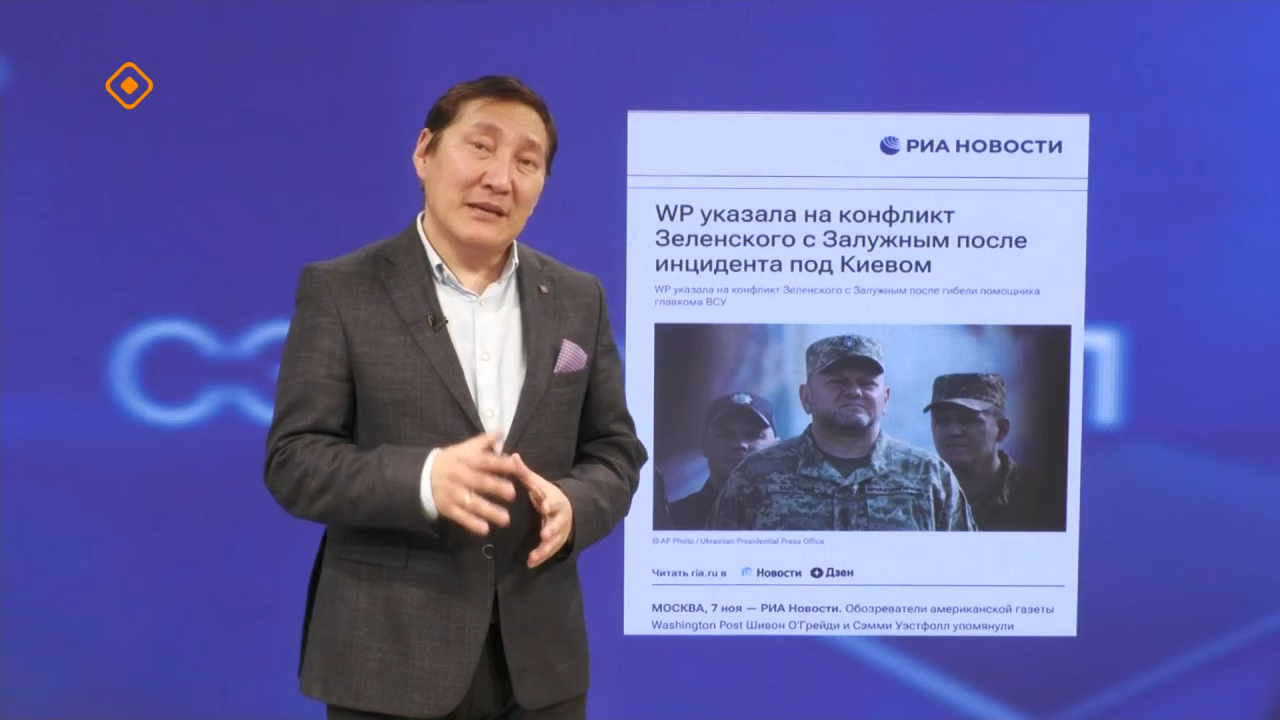 РИА НОВОСТИ
WP указала на конфликт
Зеленского с Залужным после
инцидента под Киевом
WP указала на конфликт Зеленского с Залужным после гибели помощника
главкома ВСУ
© AP Photo / Ukrainian Presidential Press Office
Читать ria.ru в Новости Дзен
МОСКВА, 7 ноя — РИА Новости. Обозреватели американской газеты
Washington Post Шивон О'Грейди и Сэмми Уэстфолл упомянули